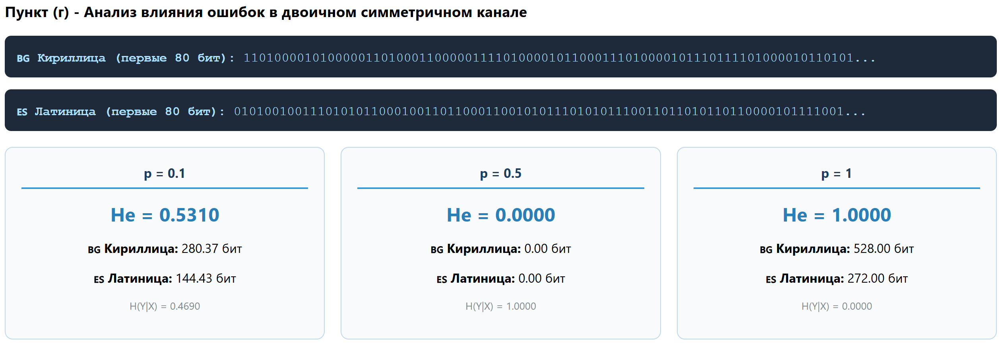 Пункт (г) - Анализ влияния ошибок в двоичном симметричном канале
BG Кириллица (первые 80 бит): 11010000101000001101000110000011110100001011000111010000101110111101000010110101...
ES Латиница (первые 80 бит): 01010010011101010110001001101100011001010111010101110011011010110110000101111001...
p = 0.1
He = 0.5310
BG Кириллица: 280.37 бит
ES Латиница: 144.43 бит
H(Y|X) = 0.4690
p = 0.5
He = 0.0000
BG Кириллица: 0.00 бит
ES Латиница: 0.00 бит
H(Y|X) = 1.0000
p = 1
He = 1.0000
BG Кириллица: 528.00 бит
ES Латиница: 272.00 бит
H(Y|X) = 0.0000